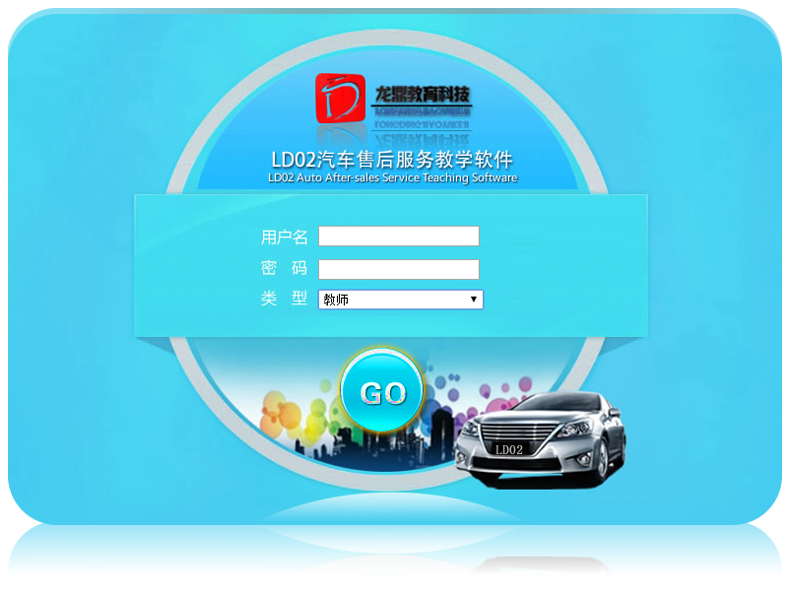 龙鼎教育科技
LD02汽车售后服务教学软件
LD02 Auto After-sales Service Teaching Software
用户名
密 码
类 型 教师
GO
LD02